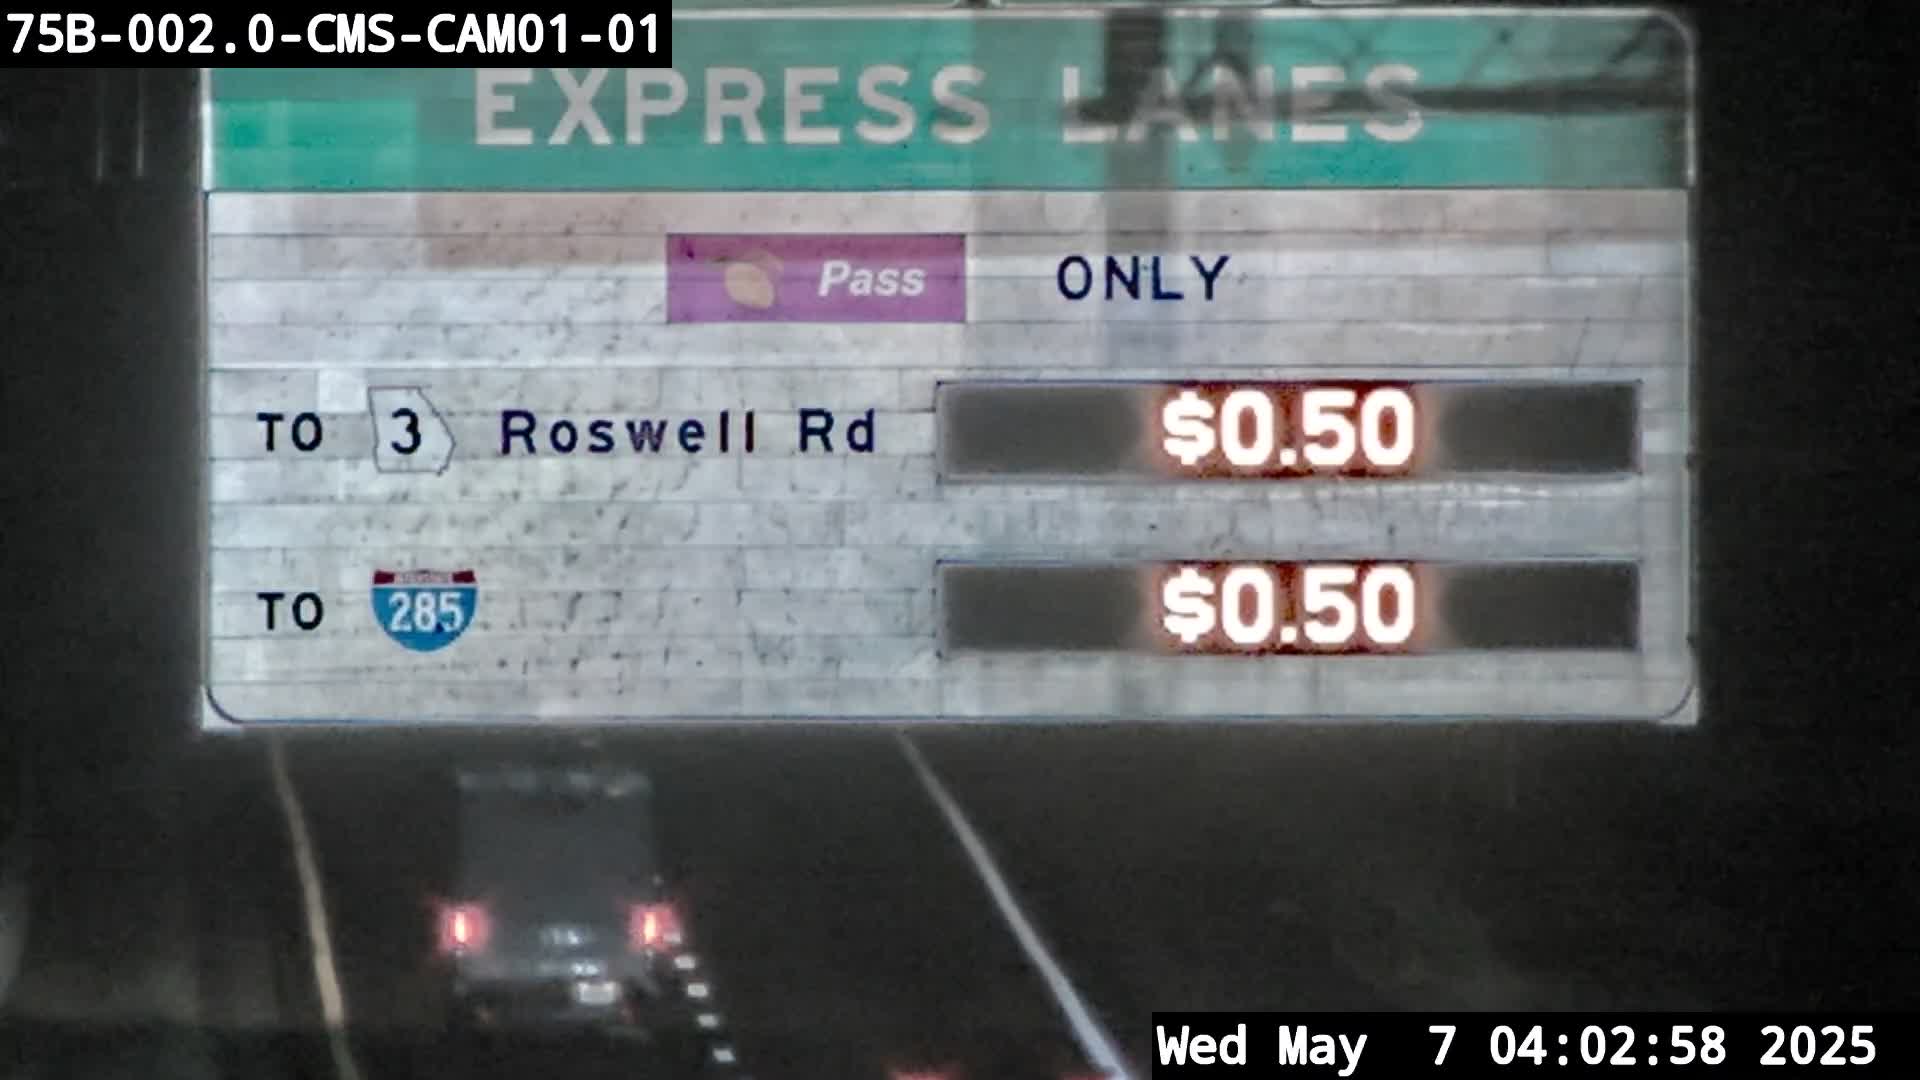 75B-002.0-CMS-CAM01-01
EXPRESS LANES
Pass ONLY
TO 3 Roswell Rd $0.50
TO 285 $0.50
Wed May 7 04:02:58 2025